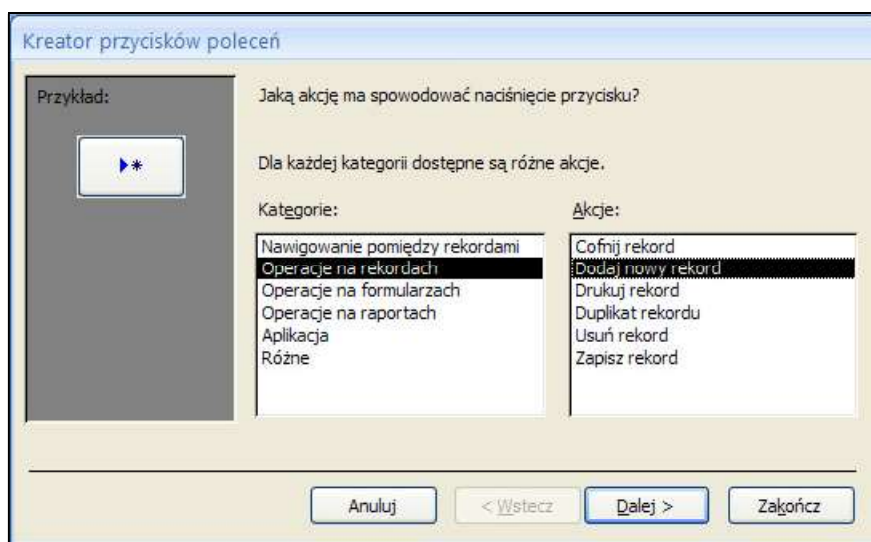 Kreator przycisków poleceń
Przykład:
Jaką akcję ma spowodować naciśnięcie przycisku?
Dla każdej kategorii dostępne są różne akcje.
Kategorie:
Nawigowanie pomiędzy rekordami
Operacje na rekordach
Operacje na formularzach
Operacje na raportach
Aplikacja
Różne
Akcje:
Cofnij rekord
Dodaj nowy rekord
Drukuj rekord
Duplikat rekordu
Usuń rekord
Zapisz rekord
Anuluj
< Wstecz
Dalej >
Zakończ